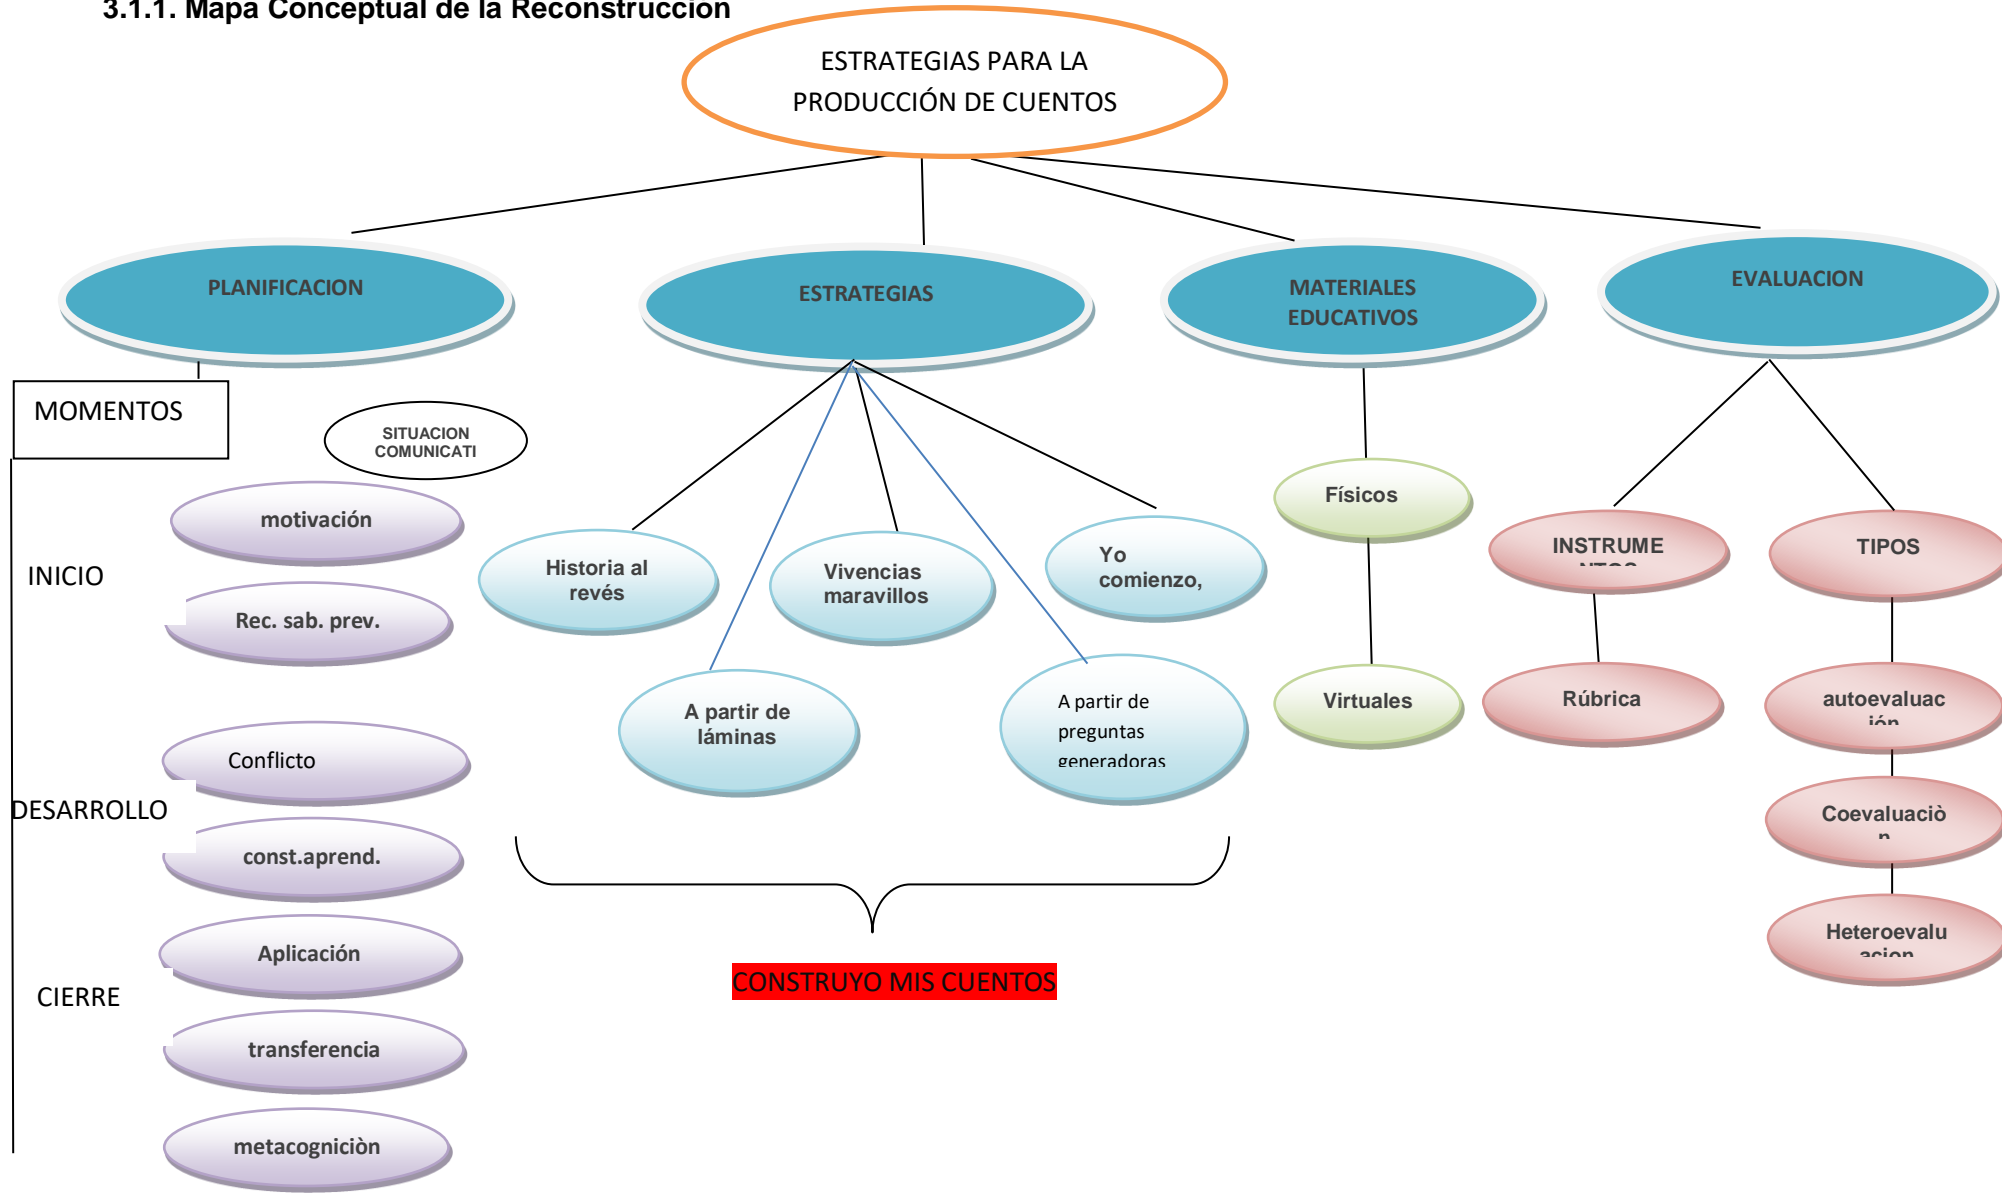 3.1.1. Mapa Conceptual de la Reconstrucción
ESTRATEGIAS PARA LA
PRODUCCIÓN DE CUENTOS
PLANIFICACION
ESTRATEGIAS
MATERIALES
EDUCATIVOS
EVALUACION
MOMENTOS
SITUACION
COMUNICATI
motivación
INICIO
Rec. sab. prev.
Conflicto
DESARROLLO
const.aprend.
Aplicación
CIERRE
transferencia
metacogniciòn
Historia al
revés
Vivencias
maravillos
Yo
comienzo,
A partir de
láminas
A partir de
preguntas
generadoras
CONSTRUYO MIS CUENTOS
Físicos
Virtuales
INSTRUME
NTOS
Rúbrica
TIPOS
autoevaluac
ión
Coevaluaciò
n
Heteroevalu
acion